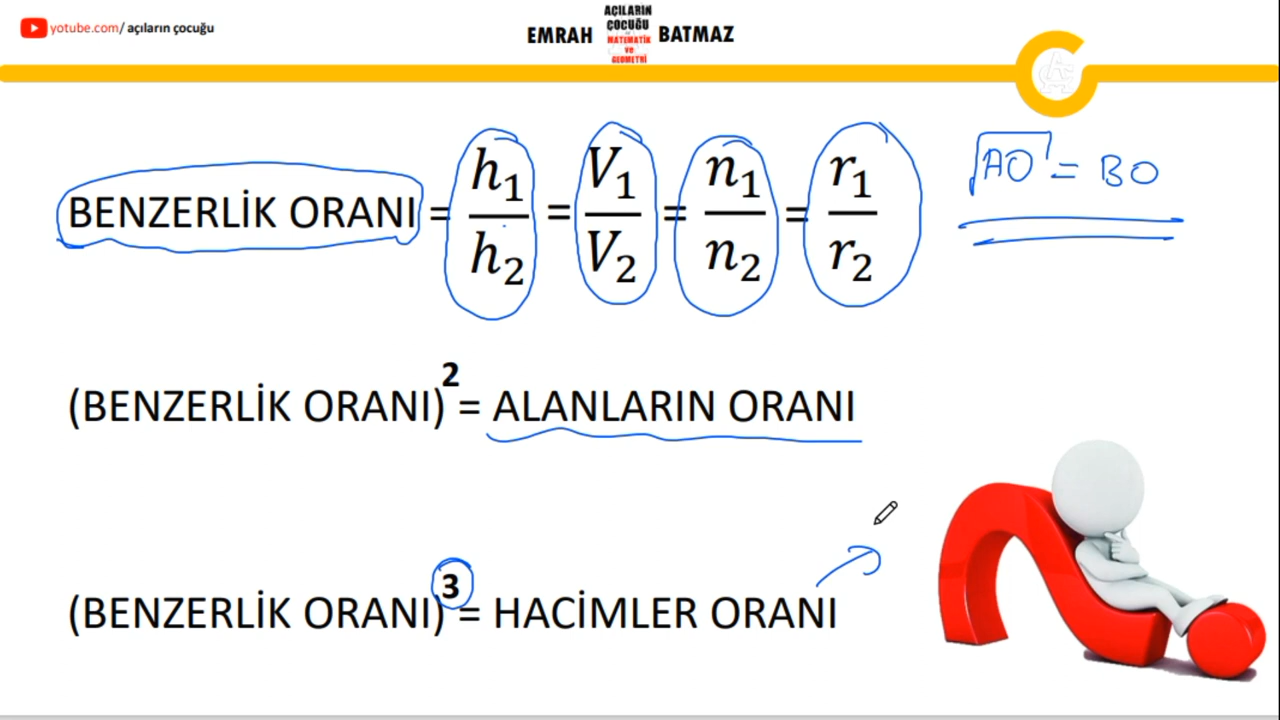 yotube.com/ açıların çocuğu
EMRAH BATMAZ
AÇILARIN
ÇOCUĞU
MATEMATİK
ve
GEOMETRİ
BENZERLİK ORANI = h₁/h₂ = V₁/V₂ = n₁/n₂ = r₁/r₂
√AO = BO
(BENZERLİK ORANI)² = ALANLARIN ORANI
(BENZERLİK ORANI)³ = HACİMLER ORANI